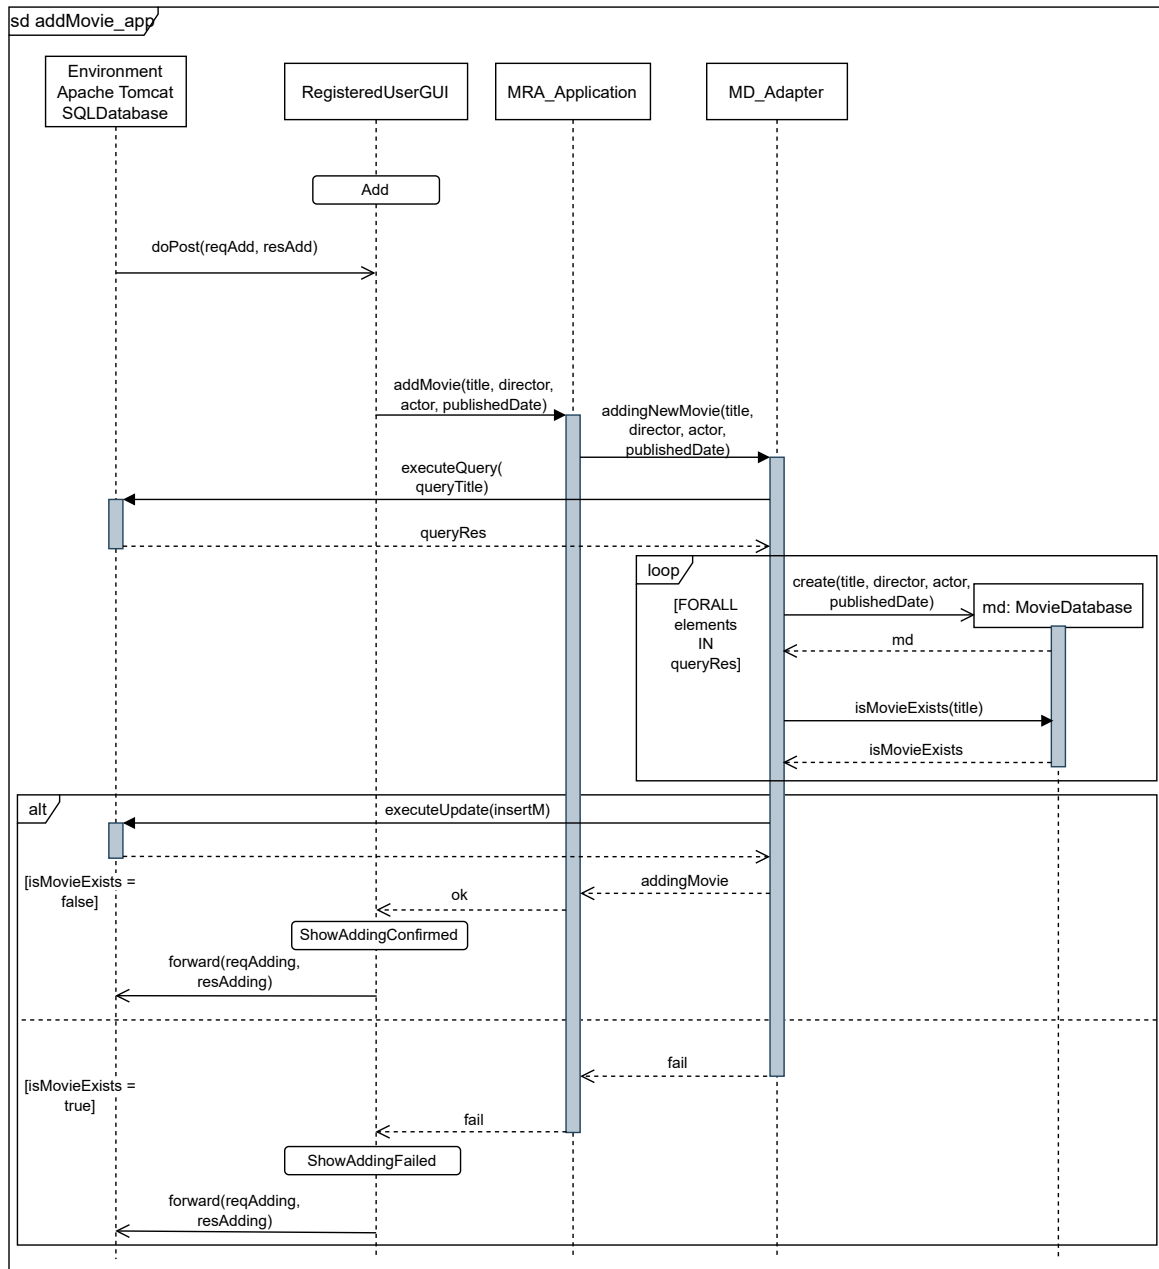 sd addMovie_app
Environment
Apache Tomcat
SQLDatabase
RegisteredUserGUI
MRA_Application
MD_Adapter
Add
doPost(reqAdd, resAdd)
addMovie(title, director,
actor, publishedDate)
addingNewMovie(title,
director, actor,
publishedDate)
executeQuery(
queryTitle)
queryRes
loop
[FORALL
elements
IN
queryRes]
create(title, director, actor,
publishedDate)
md: MovieDatabase
md
isMovieExists(title)
isMovieExists
alt
executeUpdate(insertM)
[isMovieExists =
false]
addingMovie
ok
ShowAddingConfirmed
forward(reqAdding,
resAdding)
fail
[isMovieExists =
true]
fail
ShowAddingFailed
forward(reqAdding,
resAdding)